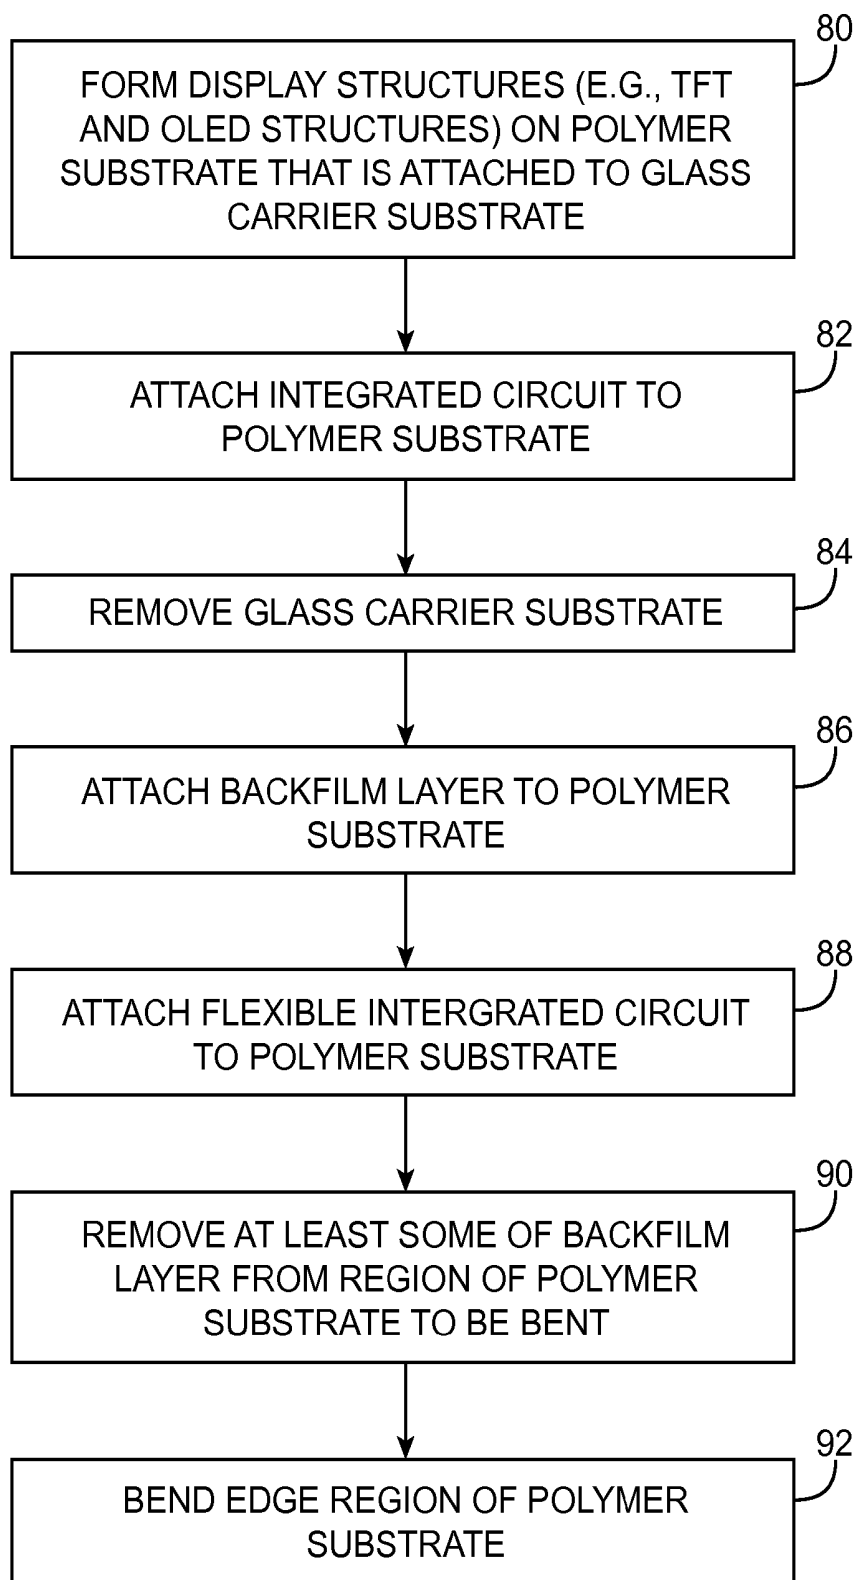 80
FORM DISPLAY STRUCTURES (E.G., TFT
AND OLED STRUCTURES) ON POLYMER
SUBSTRATE THAT IS ATTACHED TO GLASS
CARRIER SUBSTRATE
82
ATTACH INTEGRATED CIRCUIT TO
POLYMER SUBSTRATE
84
REMOVE GLASS CARRIER SUBSTRATE
86
ATTACH BACKFILM LAYER TO POLYMER
SUBSTRATE
88
ATTACH FLEXIBLE INTERGRATED CIRCUIT
TO POLYMER SUBSTRATE
90
REMOVE AT LEAST SOME OF BACKFILM
LAYER FROM REGION OF POLYMER
SUBSTRATE TO BE BENT
92
BEND EDGE REGION OF POLYMER
SUBSTRATE